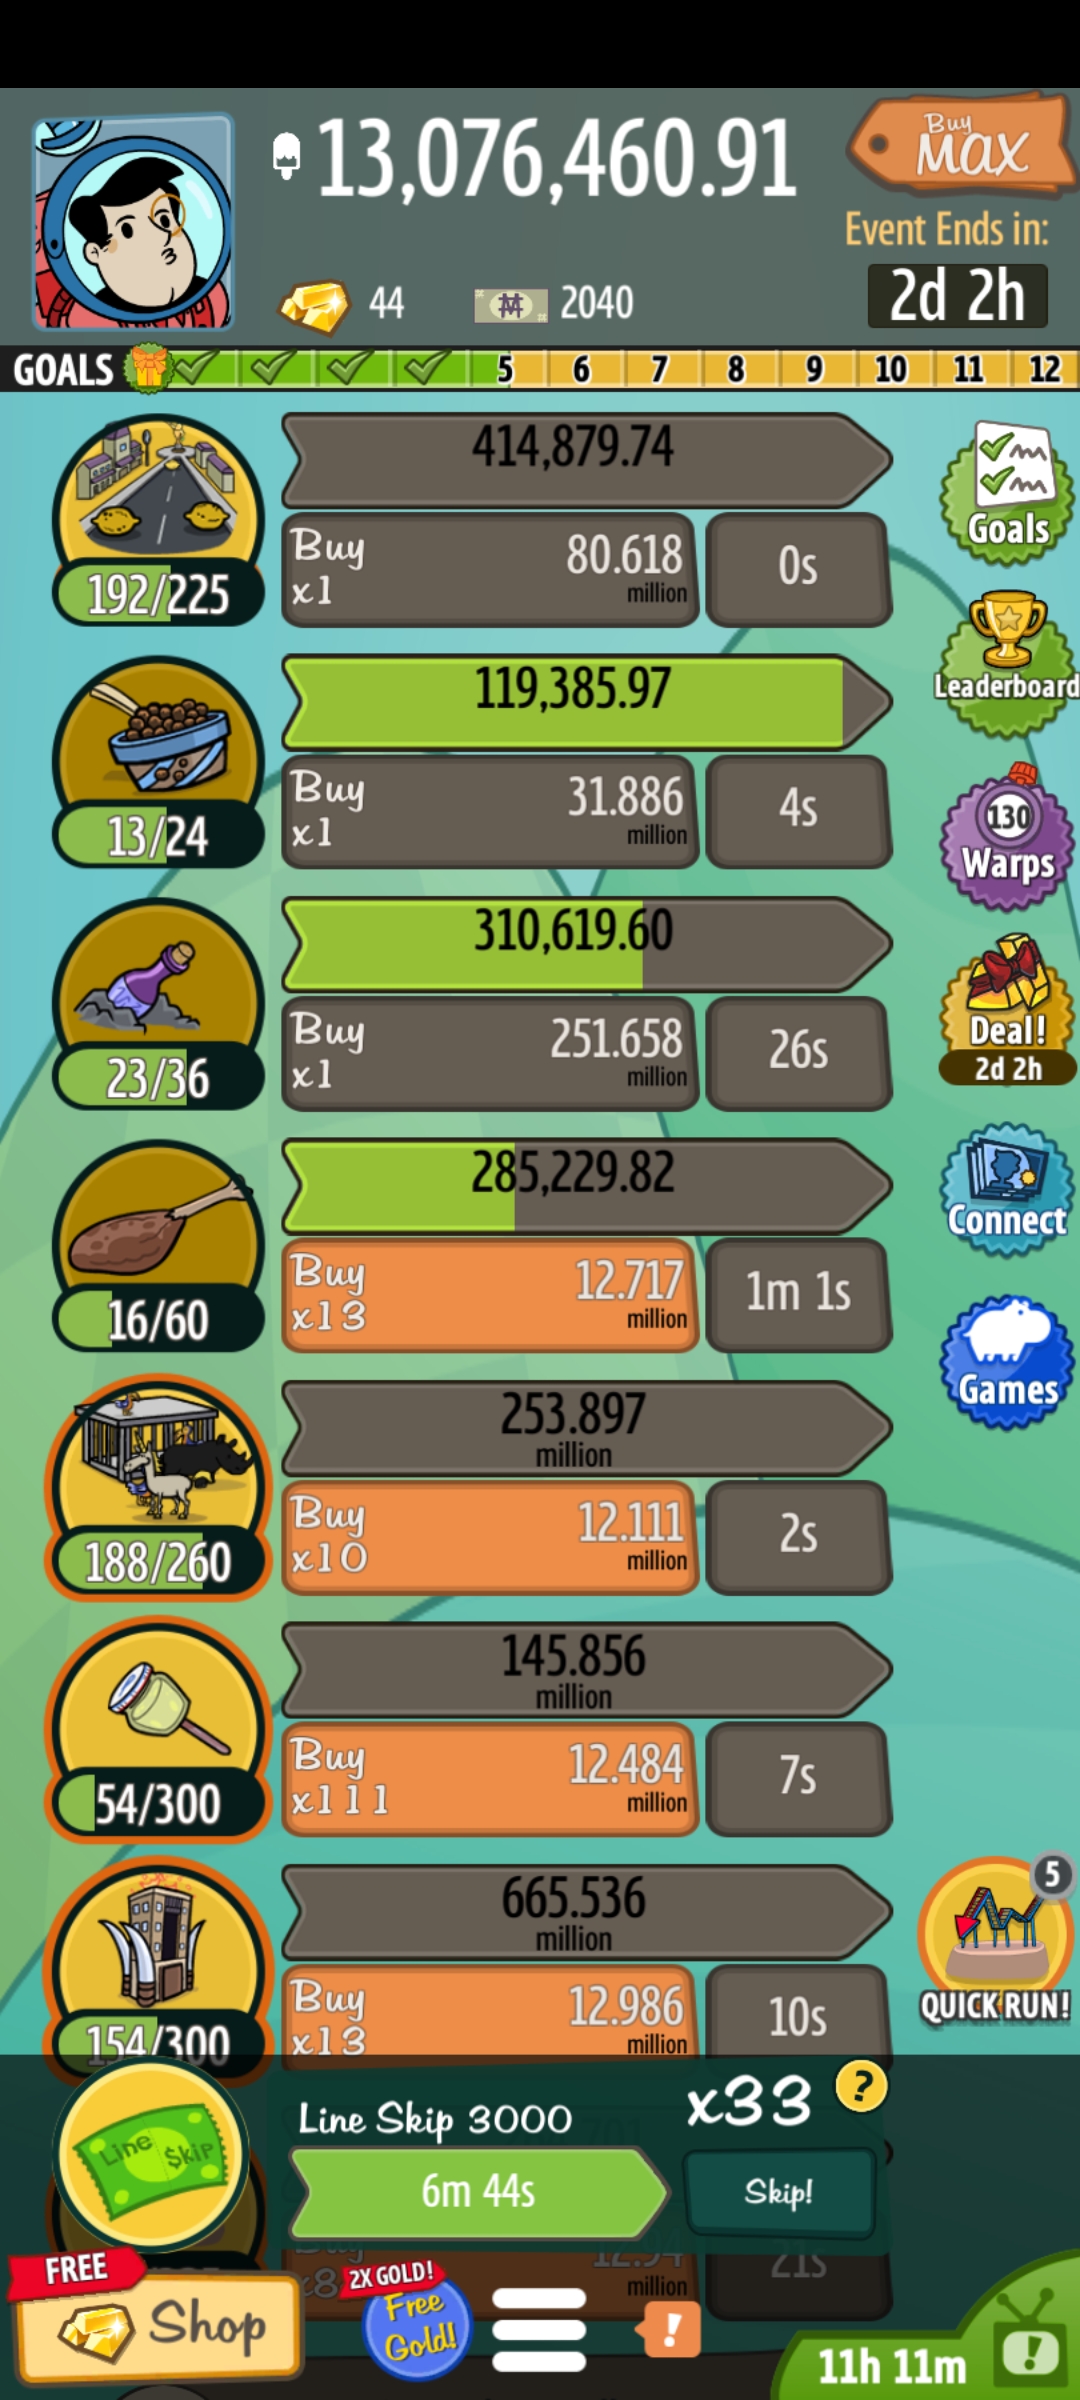 13,076,460.91
Buy
MAX
Event Ends in:
2d 2h
44
2040
GOALS 5 6 7 8 9 10 11 12
414,879.74
Buy
x1
80.618
million
0s
192/225
Goals
119,385.97
Buy
x1
31.886
million
4s
13/24
Leaderboard
310,619.60
Buy
x1
251.658
million
26s
23/36
130
Warps
285,229.82
Buy
x13
12.717
million
1m 1s
16/60
Deal!
2d 2h
Connect
253.897
million
Buy
x10
12.111
million
2s
188/260
Games
145.856
million
Buy
x111
12.484
million
7s
54/300
665.536
million
Buy
x13
12.986
million
10s
154/300
5
QUICK RUN!
Line Skip
Line Skip 3000
x33
?
6m 44s
Skip!
Buy
x8
12.94
million
21s
FREE
Shop
2X GOLD!
Free
Gold!
!
11h 11m
!